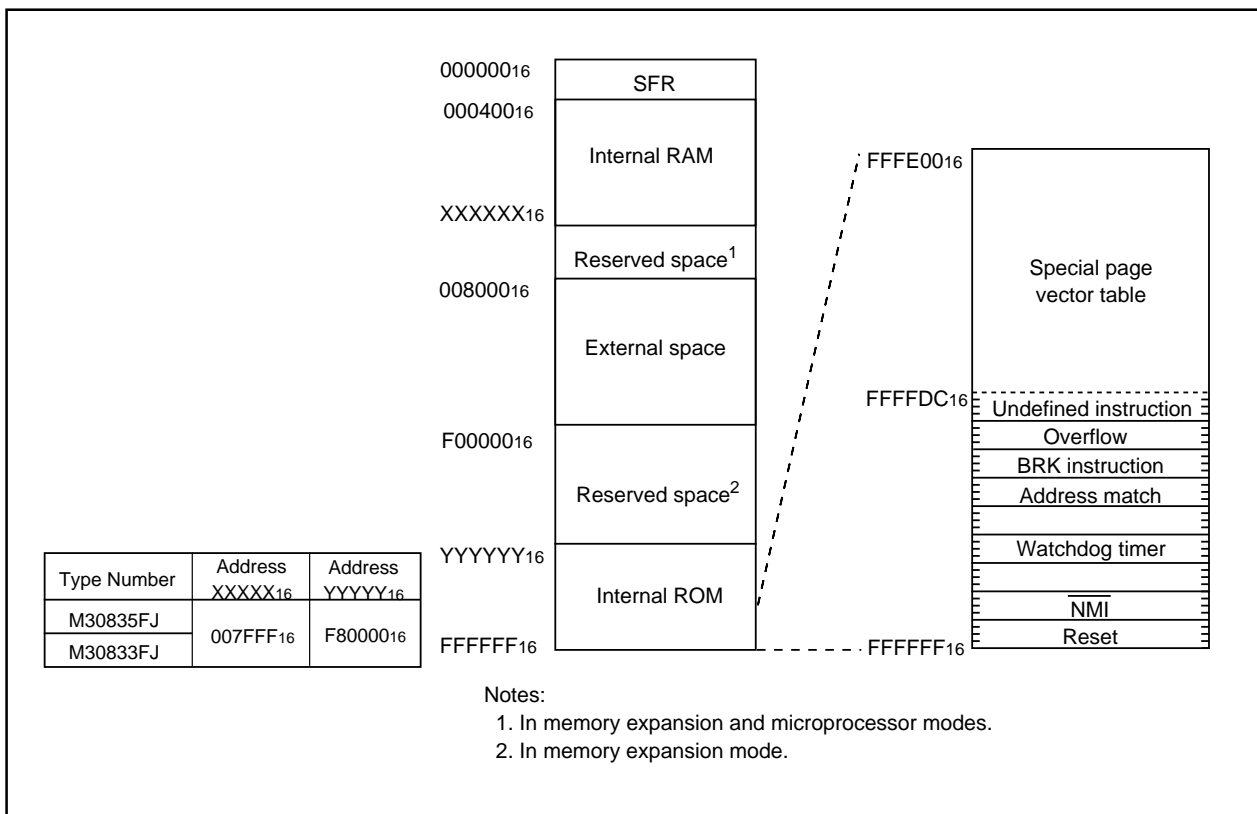 00000016
SFR
00040016
Internal RAM
XXXXXX16
Reserved space1
00800016
External space
F0000016
Reserved space2
YYYYYY16
Internal ROM
FFFFFF16
FFFE0016
Special page
vector table
FFFFDC16
Undefined instruction
Overflow
BRK instruction
Address match
Watchdog timer
NMI
Reset
FFFFFF16
Type Number
Address
XXXXX16
Address
YYYYY16
M30835FJ
M30833FJ
007FFF16
F8000016
Notes:
1. In memory expansion and microprocessor modes.
2. In memory expansion mode.